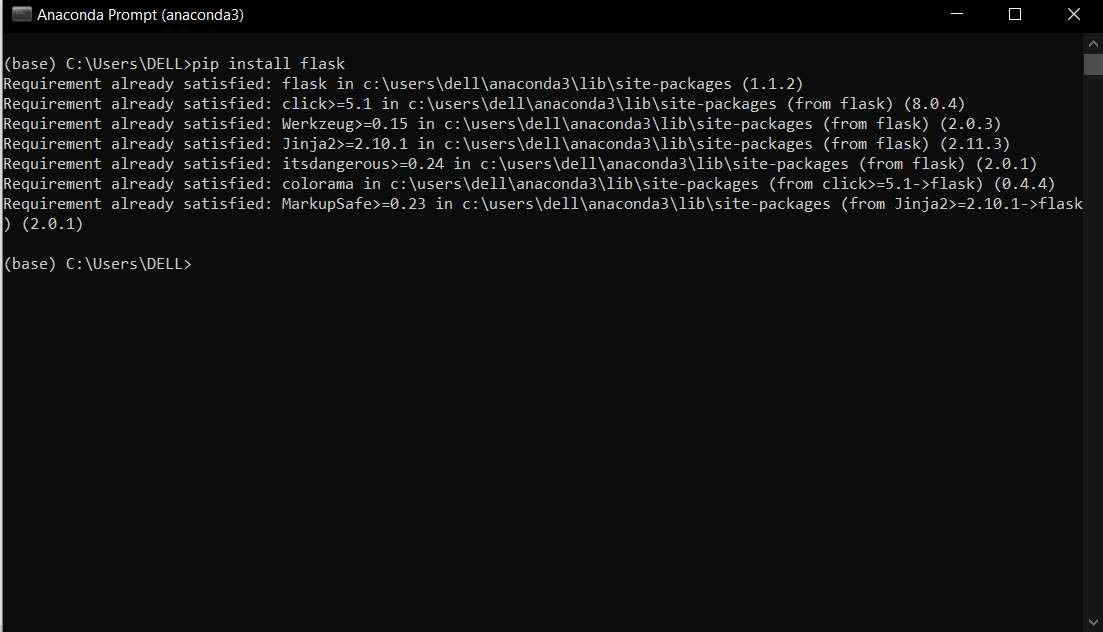 Anaconda Prompt (anaconda3)
(base) C:\Users\DELL>pip install flask
Requirement already satisfied: flask in c:\users\dell\anaconda3\lib\site-packages (1.1.2)
Requirement already satisfied: click>=5.1 in c:\users\dell\anaconda3\lib\site-packages (from flask) (8.0.4)
Requirement already satisfied: Werkzeug>=0.15 in c:\users\dell\anaconda3\lib\site-packages (from flask) (2.0.3)
Requirement already satisfied: Jinja2>=2.10.1 in c:\users\dell\anaconda3\lib\site-packages (from flask) (2.11.3)
Requirement already satisfied: itsdangerous>=0.24 in c:\users\dell\anaconda3\lib\site-packages (from flask) (2.0.1)
Requirement already satisfied: colorama in c:\users\dell\anaconda3\lib\site-packages (from click>=5.1->flask) (0.4.4)
Requirement already satisfied: MarkupSafe>=0.23 in c:\users\dell\anaconda3\lib\site-packages (from Jinja2>=2.10.1->flask
) (2.0.1)
(base) C:\Users\DELL>